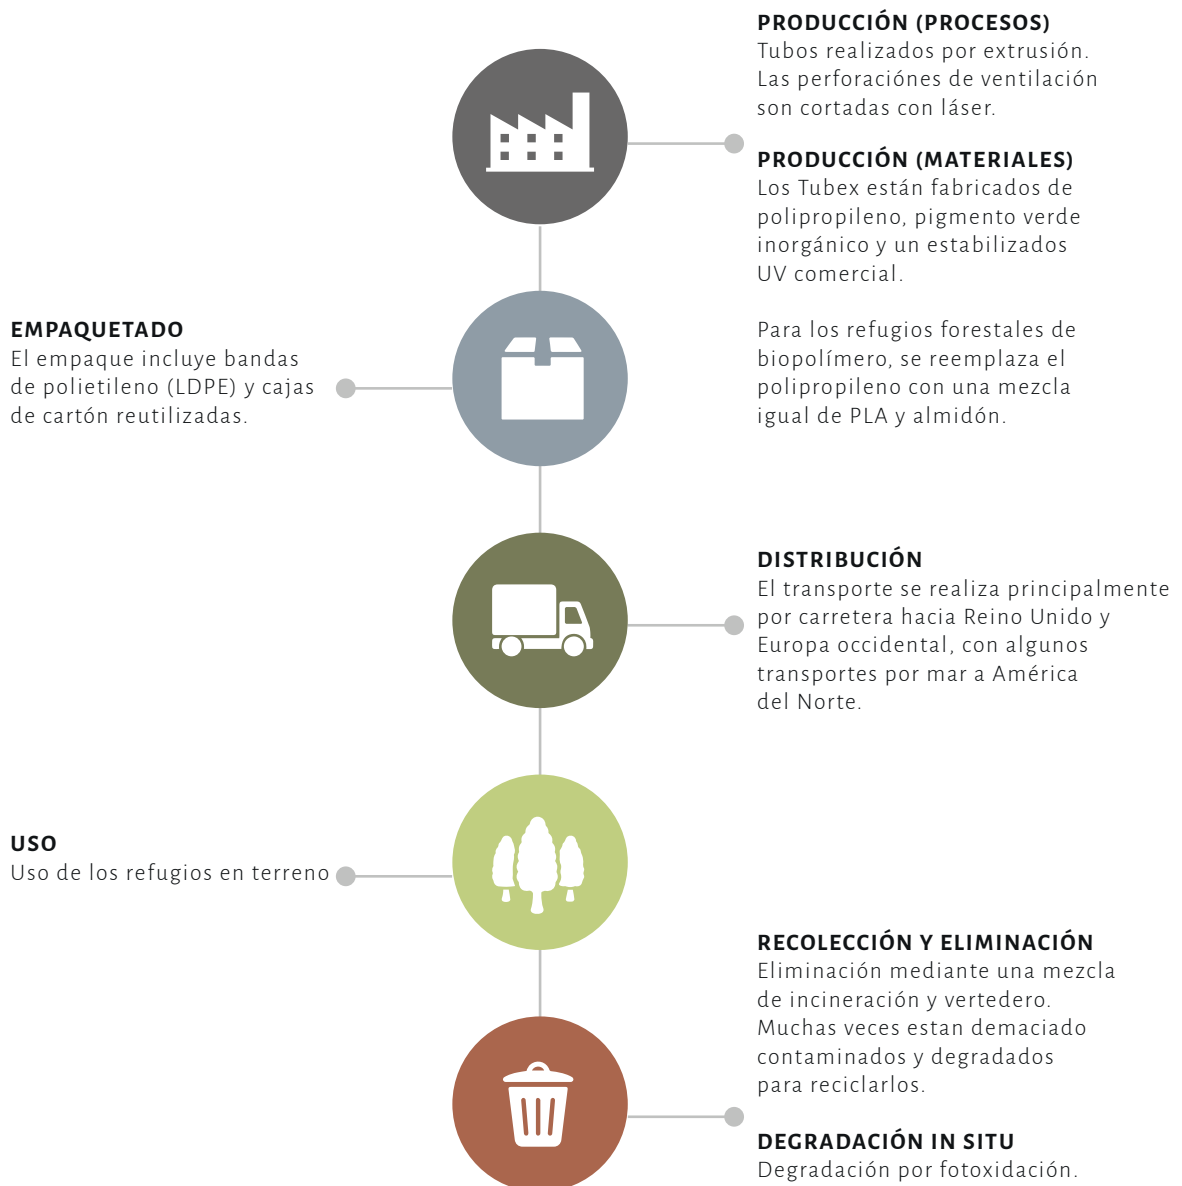 PRODUCCIÓN (PROCESOS)
Tubos realizados por extrusión.
Las perforaciónes de ventilación
son cortadas con láser.
PRODUCCIÓN (MATERIALES)
Los Tubex están fabricados de
polipropileno, pigmento verde
inorgánico y un estabilizados
UV comercial.
Para los refugios forestales de
biopolímero, se reemplaza el
polipropileno con una mezcla
igual de PLA y almidón.
EMPAQUETADO
El empaque incluye bandas
de polietileno (LDPE) y cajas
de cartón reutilizadas.
DISTRIBUCIÓN
El transporte se realiza principalmente
por carretera hacia Reino Unido y
Europa occidental, con algunos
transportes por mar a América
del Norte.
USO
Uso de los refugios en terreno
RECOLECCIÓN Y ELIMINACIÓN
Eliminación mediante una mezcla
de incineración y vertedero.
Muchas veces estan demaciado
contaminados y degradados
para reciclarlos.
DEGRADACIÓN IN SITU
Degradación por fotoxidación.